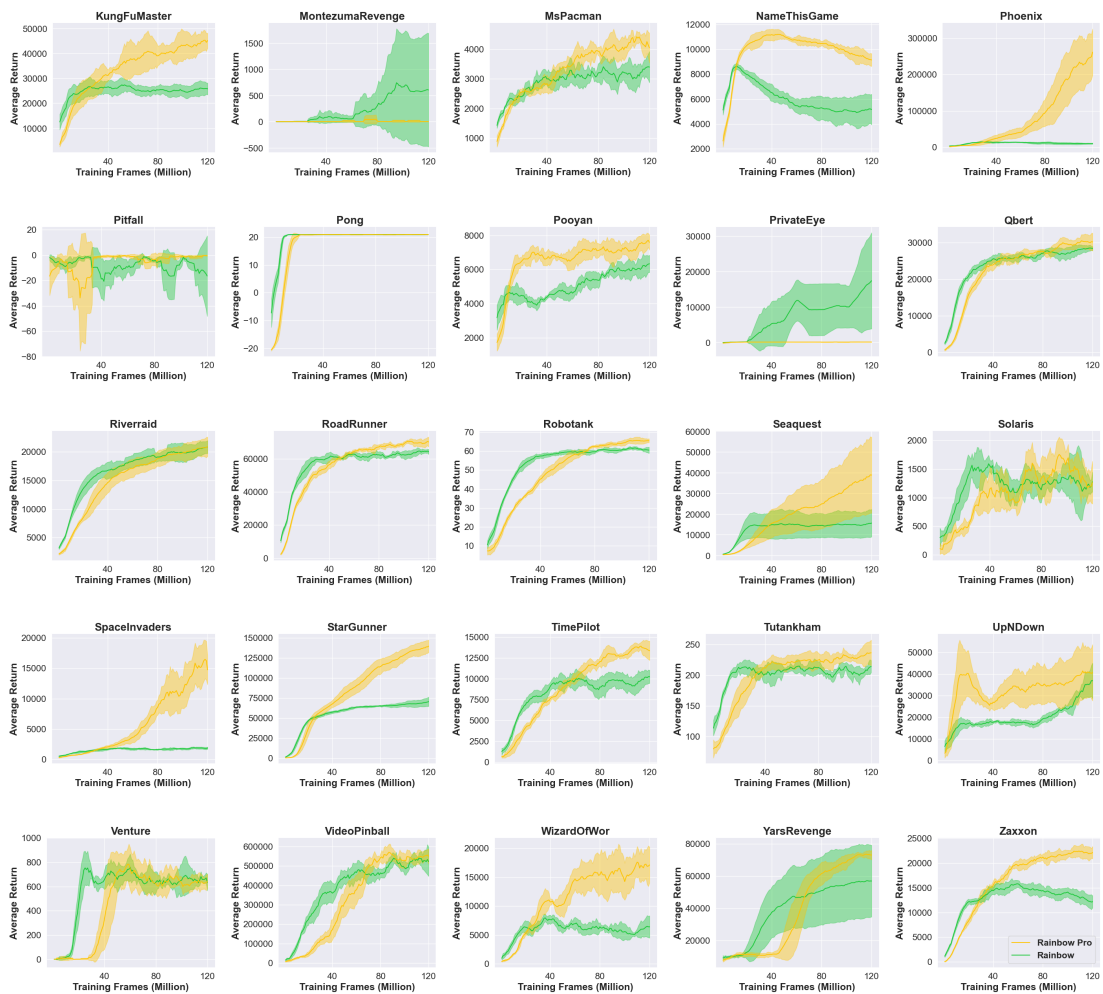 KungFuMaster
Average Return
50000
40000
30000
20000
10000
40
80
120
Training Frames (Million)
MontezumaRevenge
Average Return
1500
1000
500
0
−500
40
80
120
Training Frames (Million)
MsPacman
Average Return
4000
3000
2000
1000
40
80
120
Training Frames (Million)
NameThisGame
Average Return
12000
10000
8000
6000
4000
2000
40
80
120
Training Frames (Million)
Phoenix
Average Return
300000
200000
100000
0
40
80
120
Training Frames (Million)
Pitfall
Average Return
20
0
−20
−40
−60
−80
40
80
120
Training Frames (Million)
Pong
Average Return
20
10
0
−10
−20
40
80
120
Training Frames (Million)
Pooyan
Average Return
8000
6000
4000
2000
40
80
120
Training Frames (Million)
PrivateEye
Average Return
30000
20000
10000
0
40
80
120
Training Frames (Million)
Qbert
Average Return
30000
20000
10000
0
40
80
120
Training Frames (Million)
Riverraid
Average Return
20000
15000
10000
5000
40
80
120
Training Frames (Million)
RoadRunner
Average Return
60000
40000
20000
0
40
80
120
Training Frames (Million)
Robotank
Average Return
70
60
50
40
30
20
10
40
80
120
Training Frames (Million)
Seaquest
Average Return
60000
50000
40000
30000
20000
10000
0
40
80
120
Training Frames (Million)
Solaris
Average Return
2000
1500
1000
500
0
40
80
120
Training Frames (Million)
SpaceInvaders
Average Return
20000
15000
10000
5000
0
40
80
120
Training Frames (Million)
StarGunner
Average Return
150000
125000
100000
75000
50000
25000
0
40
80
120
Training Frames (Million)
TimePilot
Average Return
15000
12500
10000
7500
5000
2500
0
40
80
120
Training Frames (Million)
Tutankham
Average Return
250
200
150
100
40
80
120
Training Frames (Million)
UpNDown
Average Return
50000
40000
30000
20000
10000
0
40
80
120
Training Frames (Million)
Venture
Average Return
1000
800
600
400
200
0
40
80
120
Training Frames (Million)
VideoPinball
Average Return
600000
500000
400000
300000
200000
100000
0
40
80
120
Training Frames (Million)
WizardOfWor
Average Return
20000
15000
10000
5000
0
40
80
120
Training Frames (Million)
YarsRevenge
Average Return
80000
60000
40000
20000
40
80
120
Training Frames (Million)
Zaxxon
Average Return
25000
20000
15000
10000
5000
0
40
80
120
Training Frames (Million)
Rainbow Pro
Rainbow